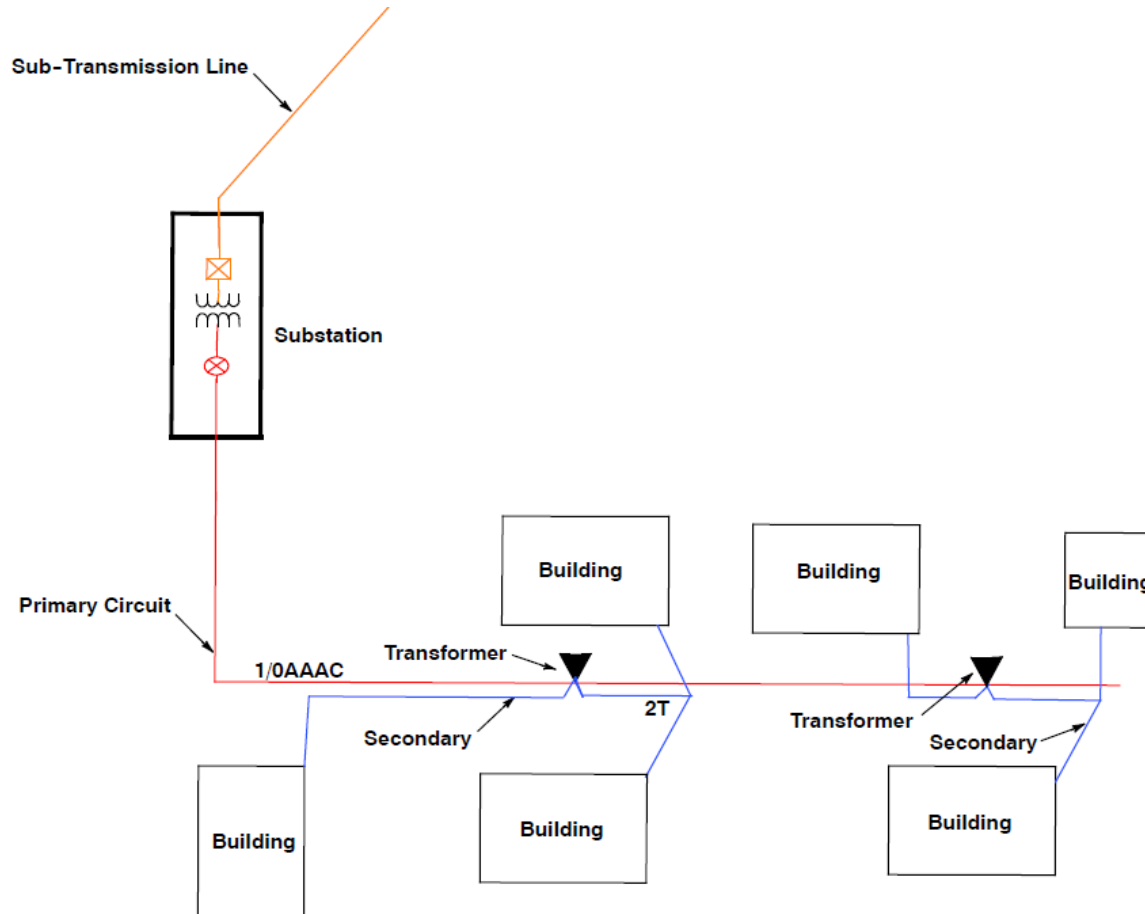 Sub-Transmission Line
Substation
Building
Building
Building
Primary Circuit
Transformer
1/0AAAC
2T
Transformer
Secondary
Secondary
Building
Building
Building